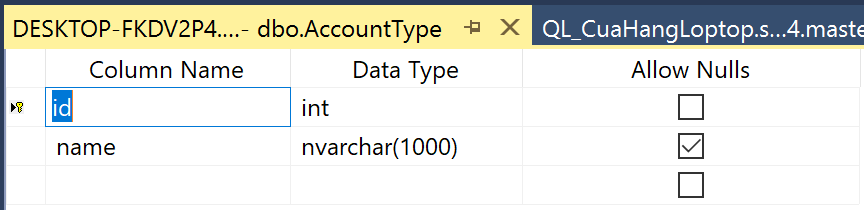 DESKTOP-FKDV2P4....- dbo.AccountType QL_CuaHangLoptop.s...4.maste
Column Name Data Type Allow Nulls
id int
name nvarchar(1000)